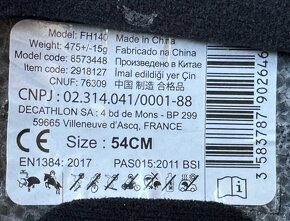 Model : FH140 Made in China
Weight: 475+/-15g Fabricado na China
Model code: 8573448 Произведено в Китае
Item code: 2918127 İmal edildiği yer Çin
CNUF: 76309 中国 制造 合格品
CNPJ : 02.314.041/0001-88
DECATHLON SA : 4 bd de Mons - BP 299
59665 Villeneuve d'Ascq, FRANCE
CE Size : 54CM
EN1384: 2017 PAS015:2011 BSI
3583787902646
i